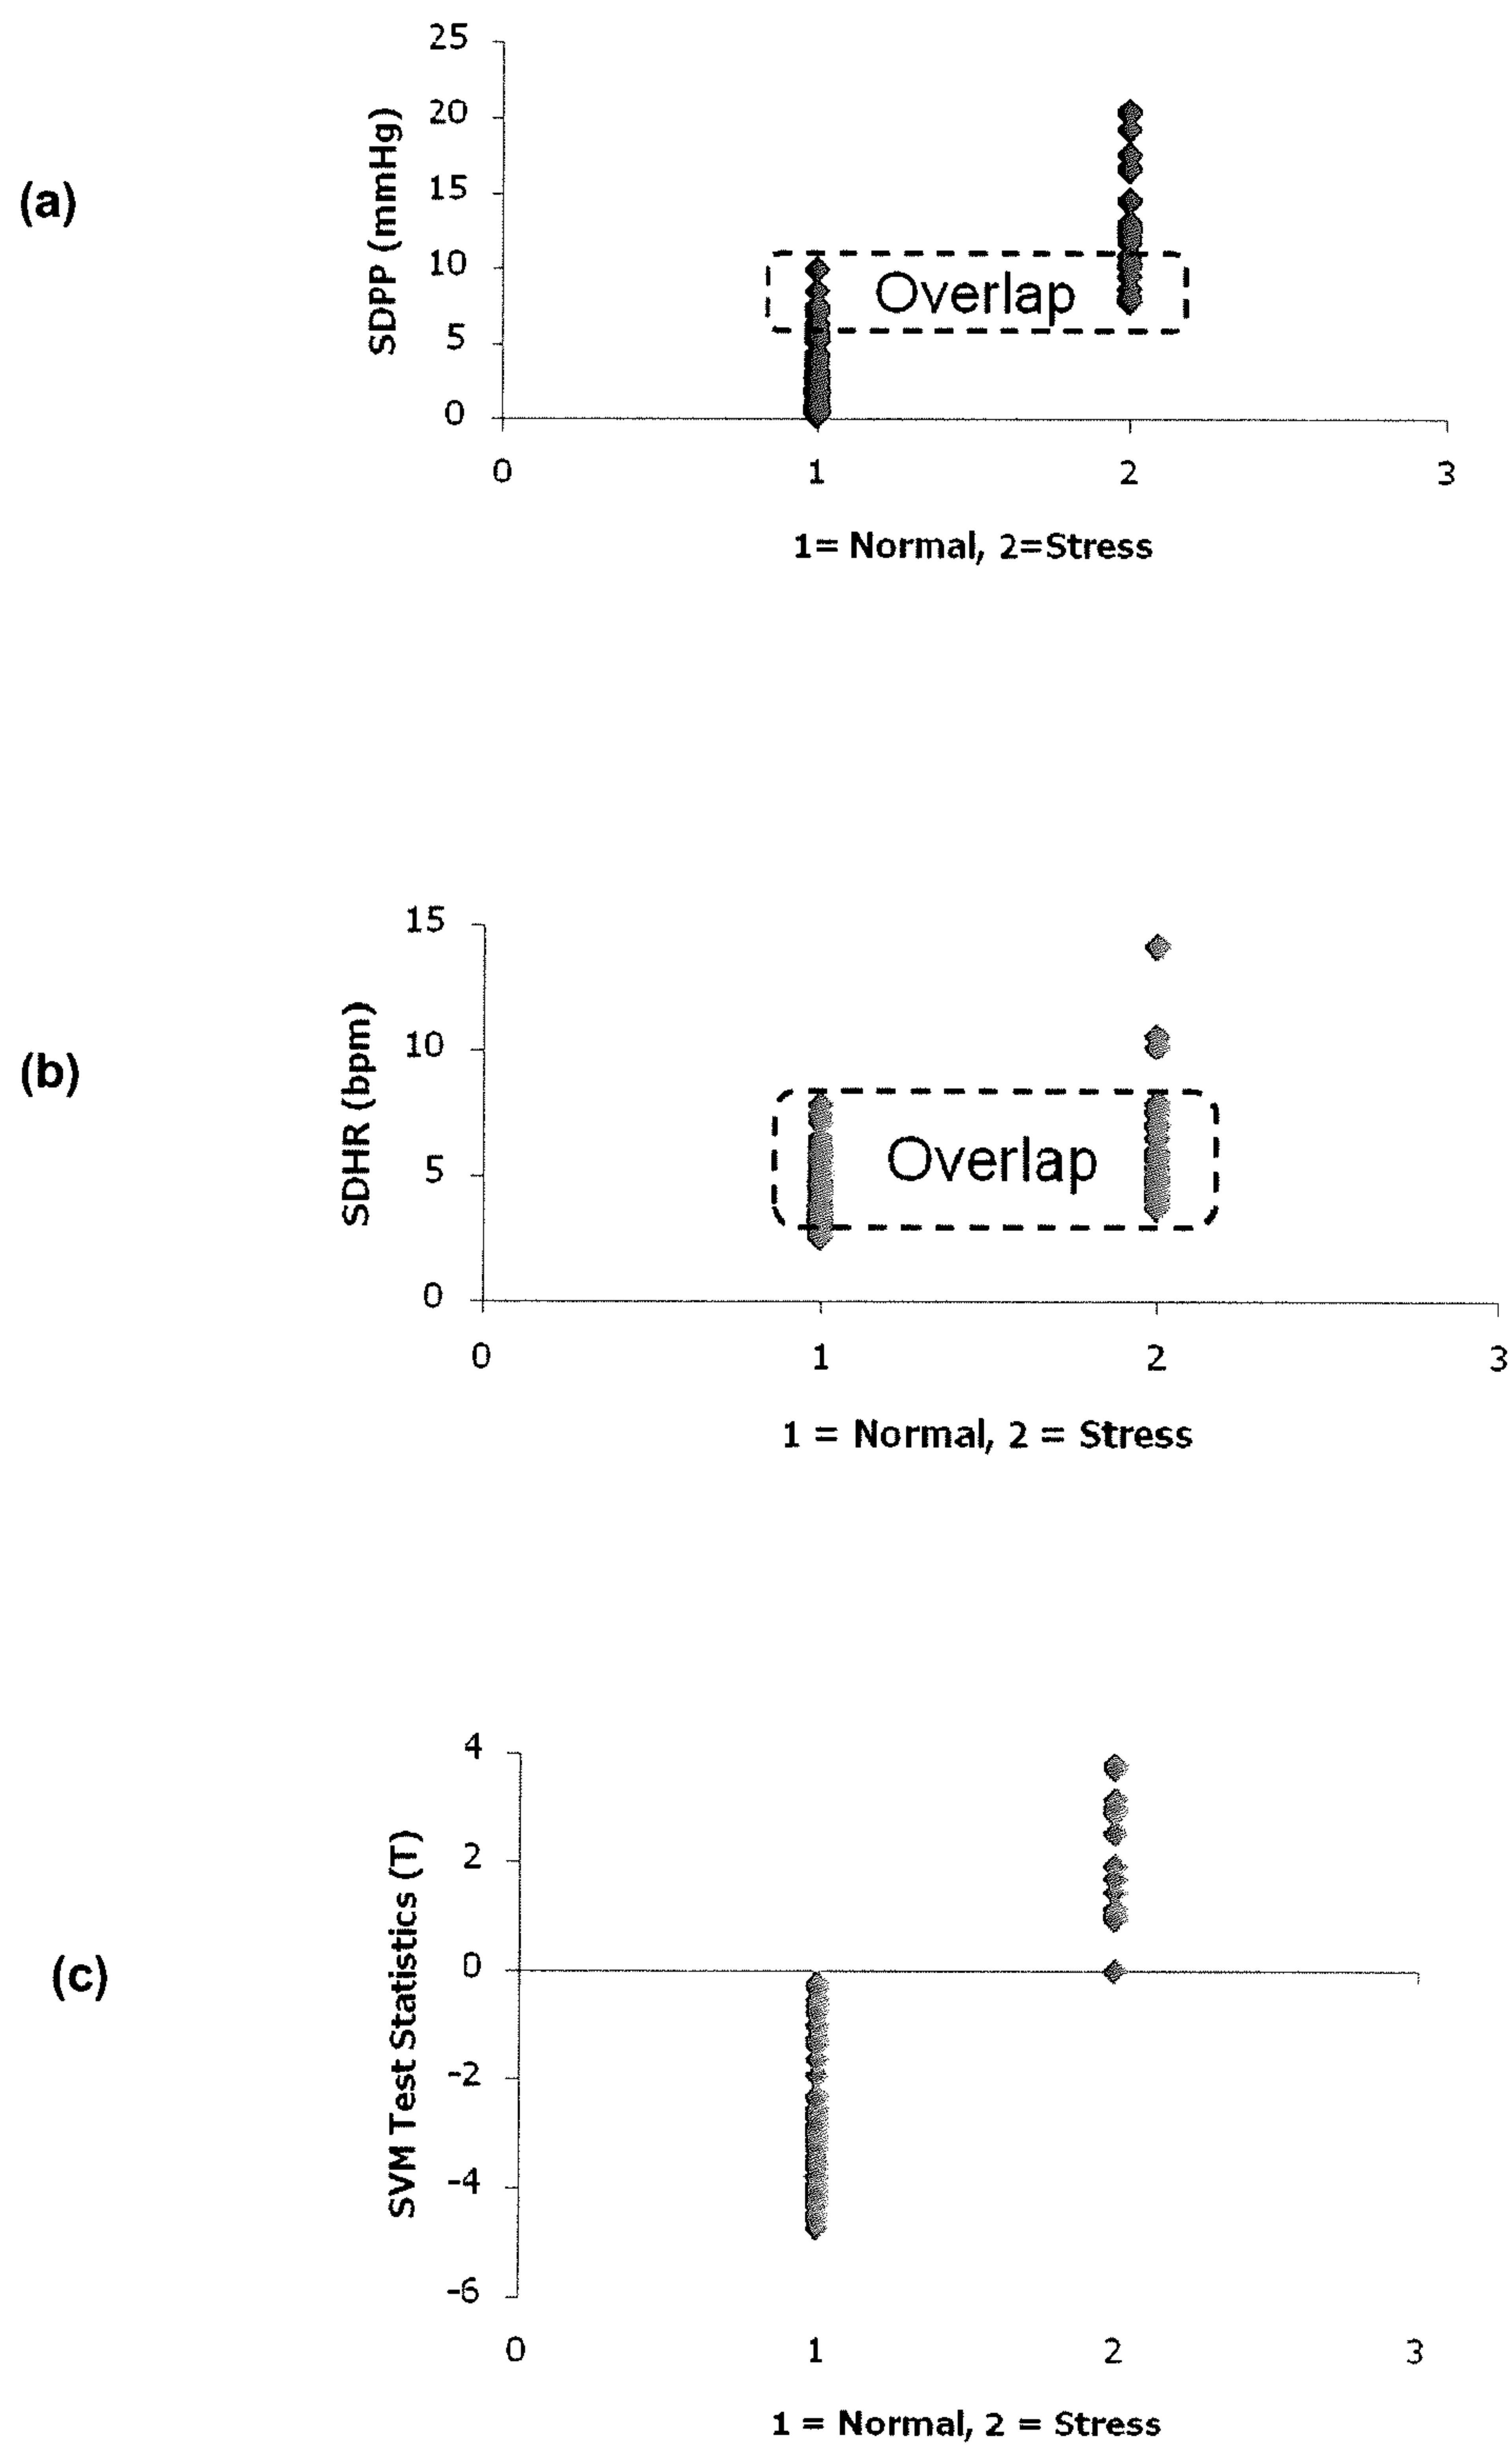 (a)
SDPP (mmHg)
25
20
15
10
5
0
Overlap
0 1 2 3
1= Normal, 2=Stress
(b)
SDHR (bpm)
15
10
5
0
Overlap
0 1 2 3
1 = Normal, 2 = Stress
(c)
SVM Test Statistics (T)
4
2
0
-2
-4
-6
0 1 2 3
1 = Normal, 2 = Stress